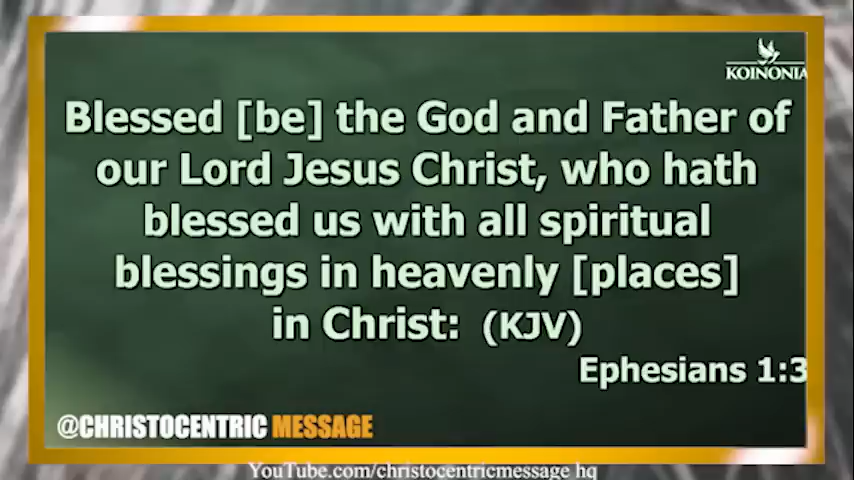 KOINONIA
Blessed [be] the God and Father of
our Lord Jesus Christ, who hath
blessed us with all spiritual
blessings in heavenly [places]
in Christ: (KJV)
Ephesians 1:3
@CHRISTOCENTRIC MESSAGE
YouTube.com/christocentricmessage hq